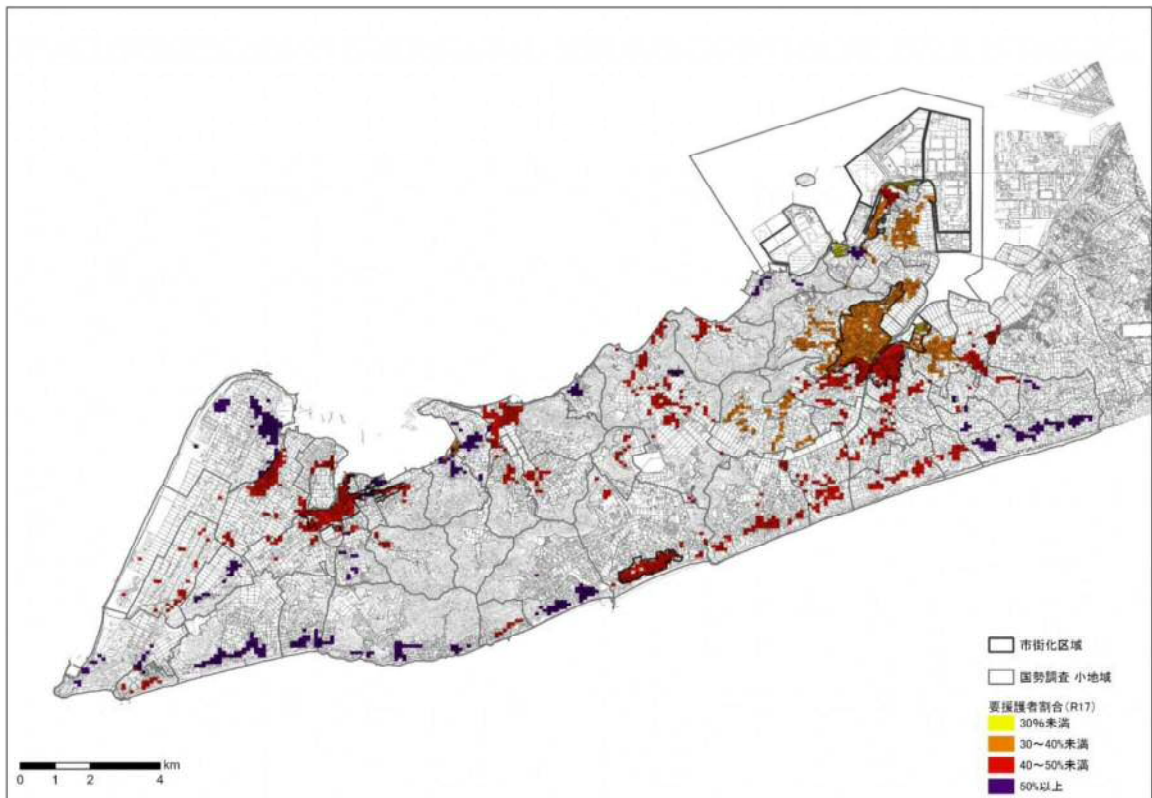 市街化区域
国勢調査 小地域
要援護者割合(R17)
30%未満
30～40%未満
40～50%未満
50%以上
km
0 1 2 4